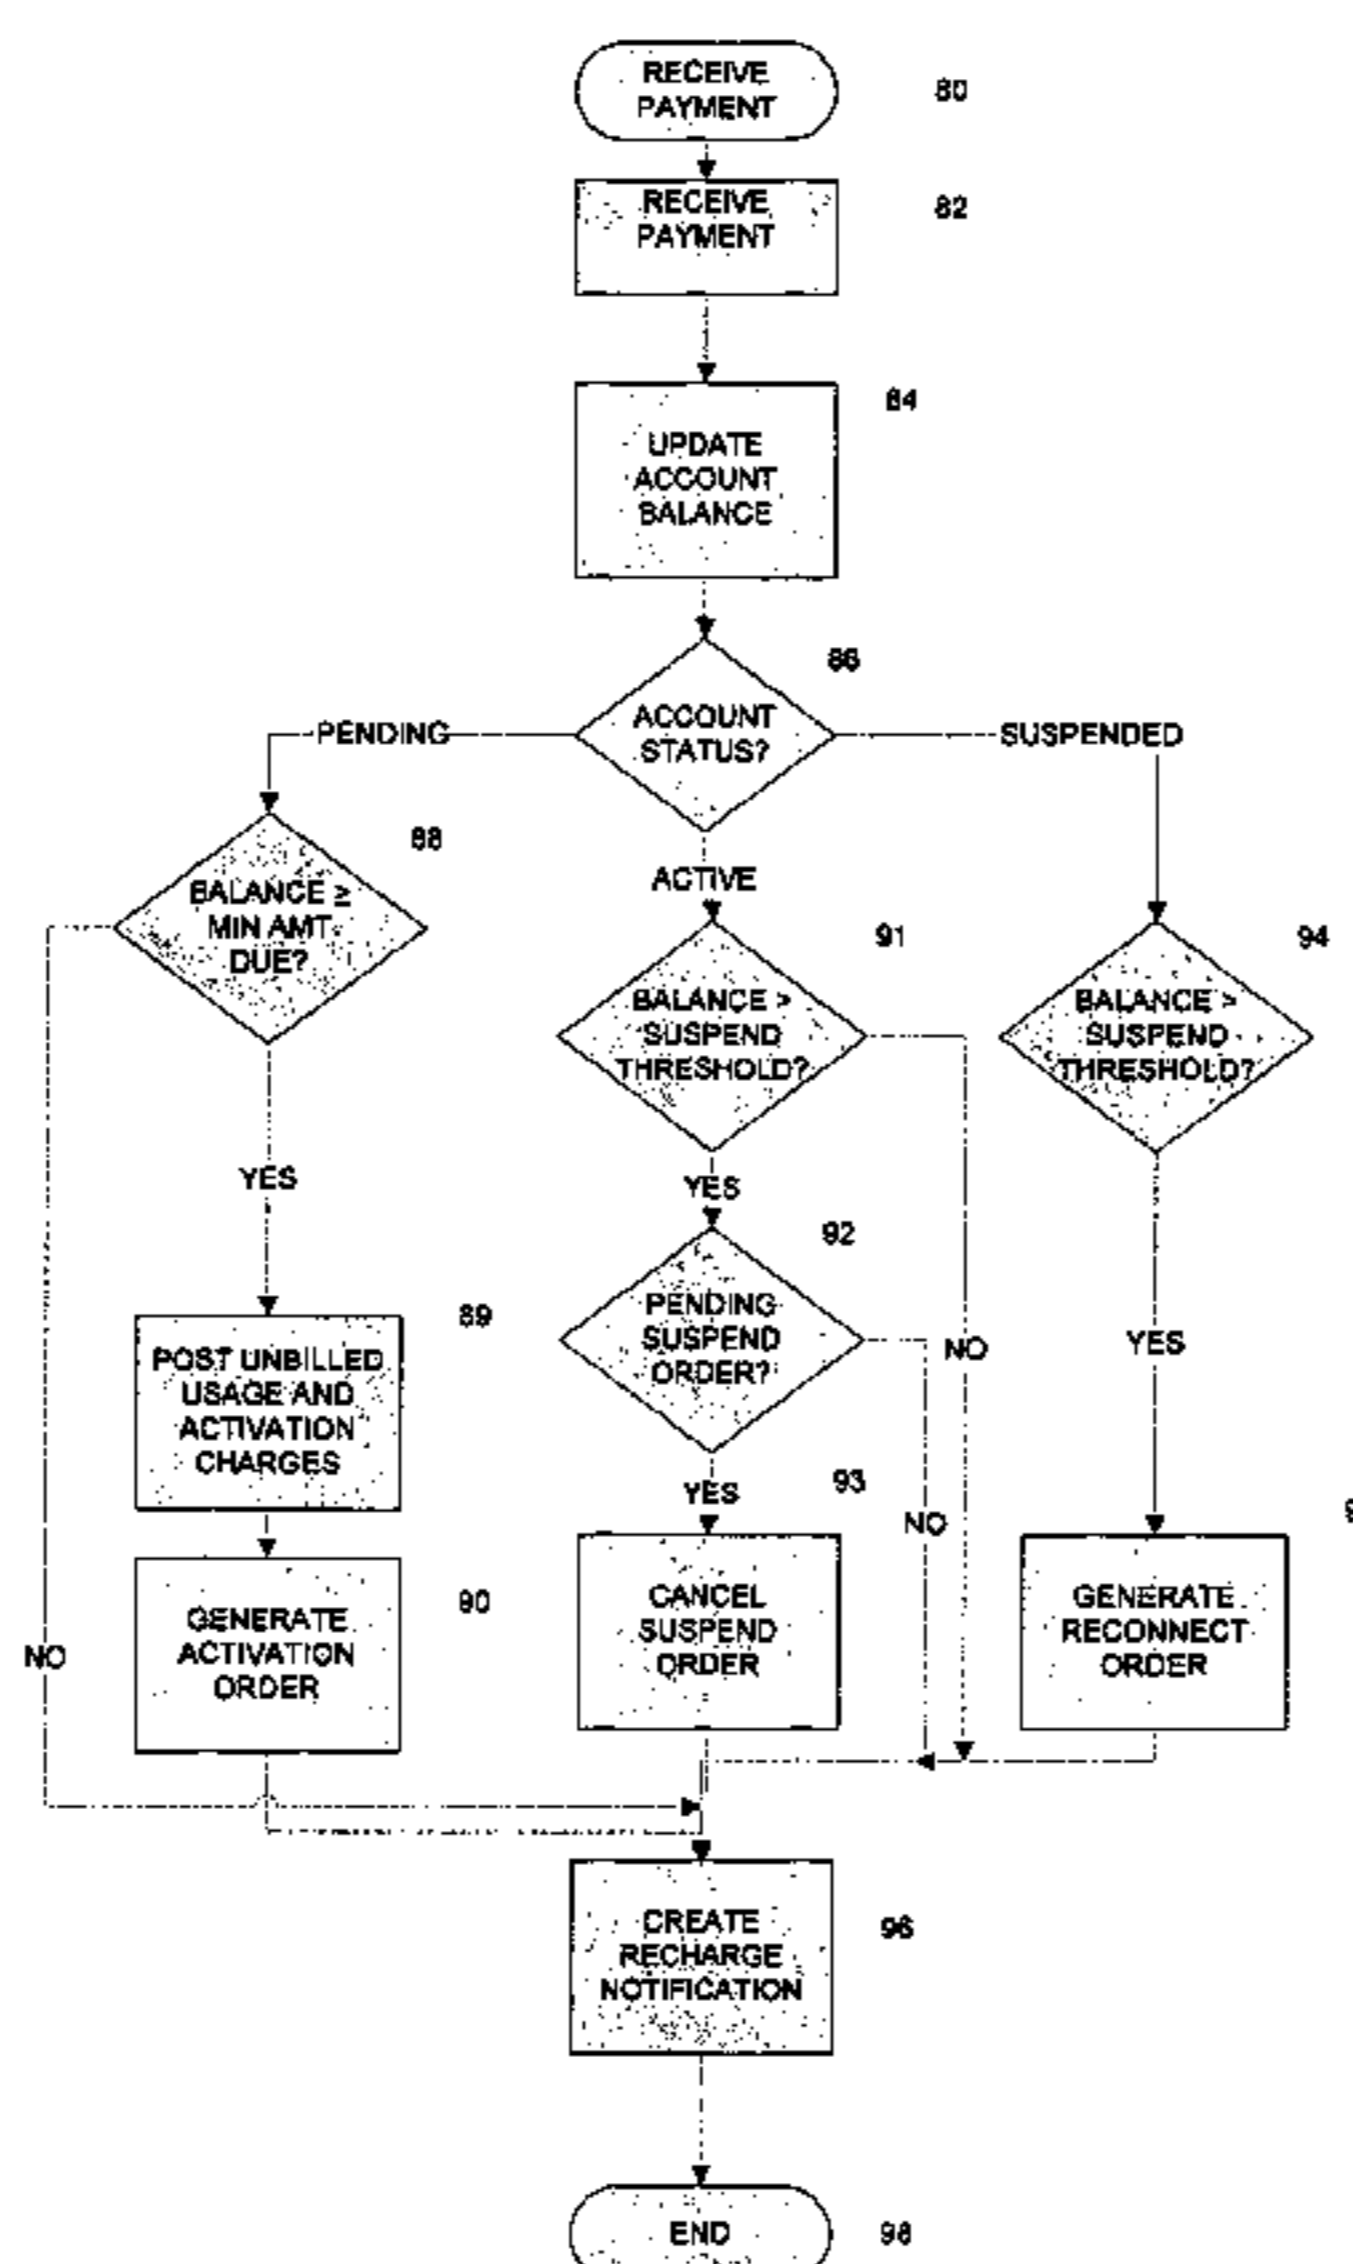 RECEIVE
PAYMENT
80
RECEIVE
PAYMENT
82
UPDATE
ACCOUNT
BALANCE
84
ACCOUNT
STATUS?
86
PENDING
SUSPENDED
ACTIVE
BALANCE ≥
MIN AMT
DUE?
88
BALANCE >
SUSPEND
THRESHOLD?
91
BALANCE >
SUSPEND
THRESHOLD?
94
YES
YES
PENDING
SUSPEND
ORDER?
92
NO
YES
POST UNBILLED
USAGE AND
ACTIVATION
CHARGES
89
YES
93
NO
GENERATE
ACTIVATION
ORDER
90
CANCEL
SUSPEND
ORDER
GENERATE
RECONNECT
ORDER
NO
CREATE
RECHARGE
NOTIFICATION
96
END
98